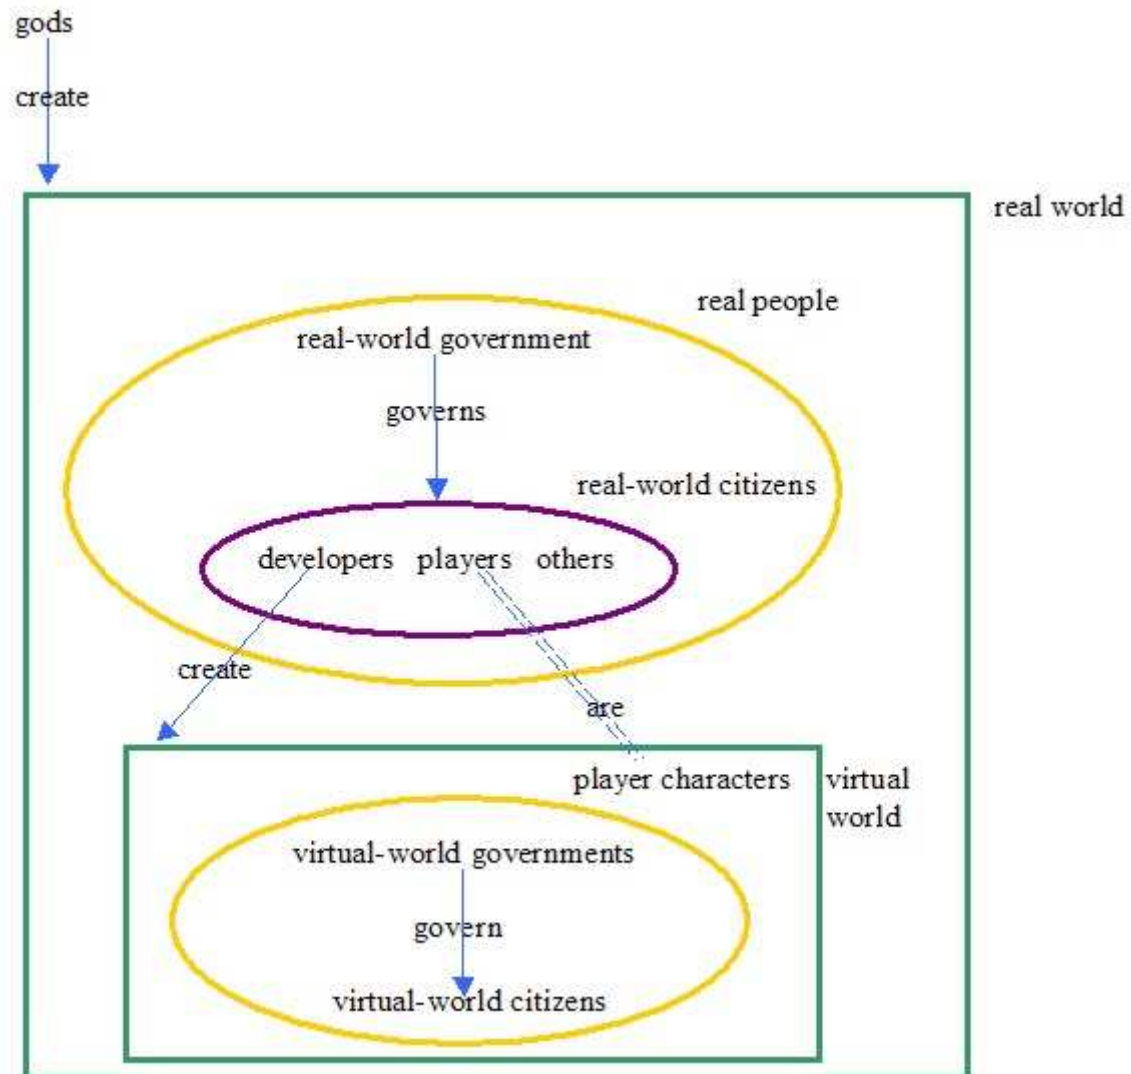 gods
create
real world
real people
real-world government
governs
real-world citizens
developers players others
create
are
player characters
virtual
world
virtual-world governments
govern
virtual-world citizens